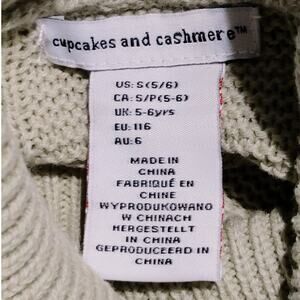 cupcakes and cashmere™
US: S(5/6)
CA: S/P(5-6)
UK: 5-6yrs
EU: 116
AU: 6
MADE IN
CHINA
FABRIQUÉ EN
CHINE
WYPRODUKOWANO
W CHINACH
HERGESTELLT
IN CHINA
GEPRODUCEERD IN
CHINA